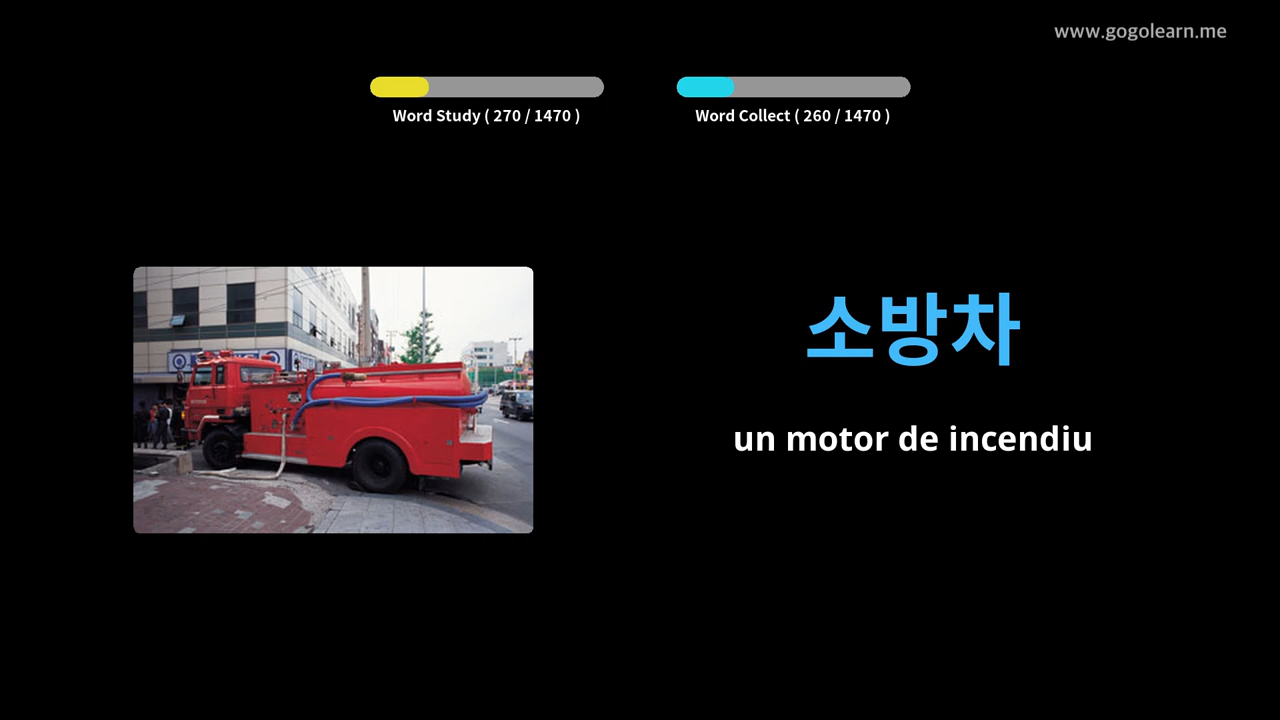 www.gogolearn.me
Word Study ( 270 / 1470 )
Word Collect ( 260 / 1470 )
소방차
un motor de incendiu